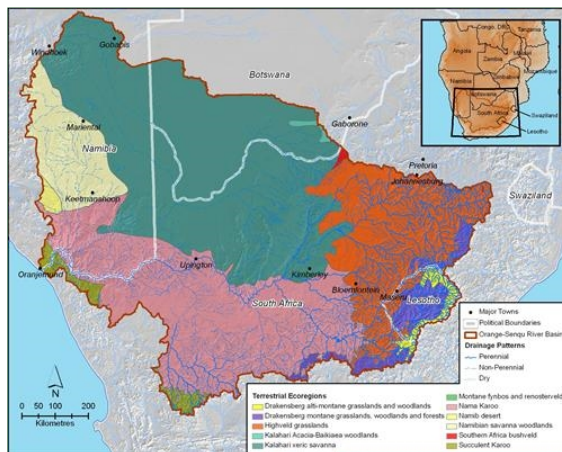 Windhoek
Gobabis
Botswana
Mariental
Namibia
Gaborone
Keetmanshoop
Pretoria
Johannesburg
Swaziland
Oranjemund
Upington
Kimberley
Bloemfontein
Maseru
Lesotho
South Africa
Congo, DRC
Tanzania
Angola
Zambia
Malawi
Mozambique
Zimbabwe
Namibia
Botswana
South Africa
Swaziland
Lesotho
N
0 50 100 200
Kilometres
Major Towns
Political Boundaries
Orange-Senqu River Basin
Drainage Patterns
Perennial
Non-Perennial
Dry
Terrestrial Ecoregions
Drakensberg alti-montane grasslands and woodlands
Drakensberg montane grasslands, woodlands and forests
Highveld grasslands
Kalahari Acacia-Baikiaea woodlands
Kalahari xeric savanna
Montane fynbos and renosterveld
Nama Karoo
Namib desert
Namibian savanna woodlands
Southern Africa bushveld
Succulent Karoo